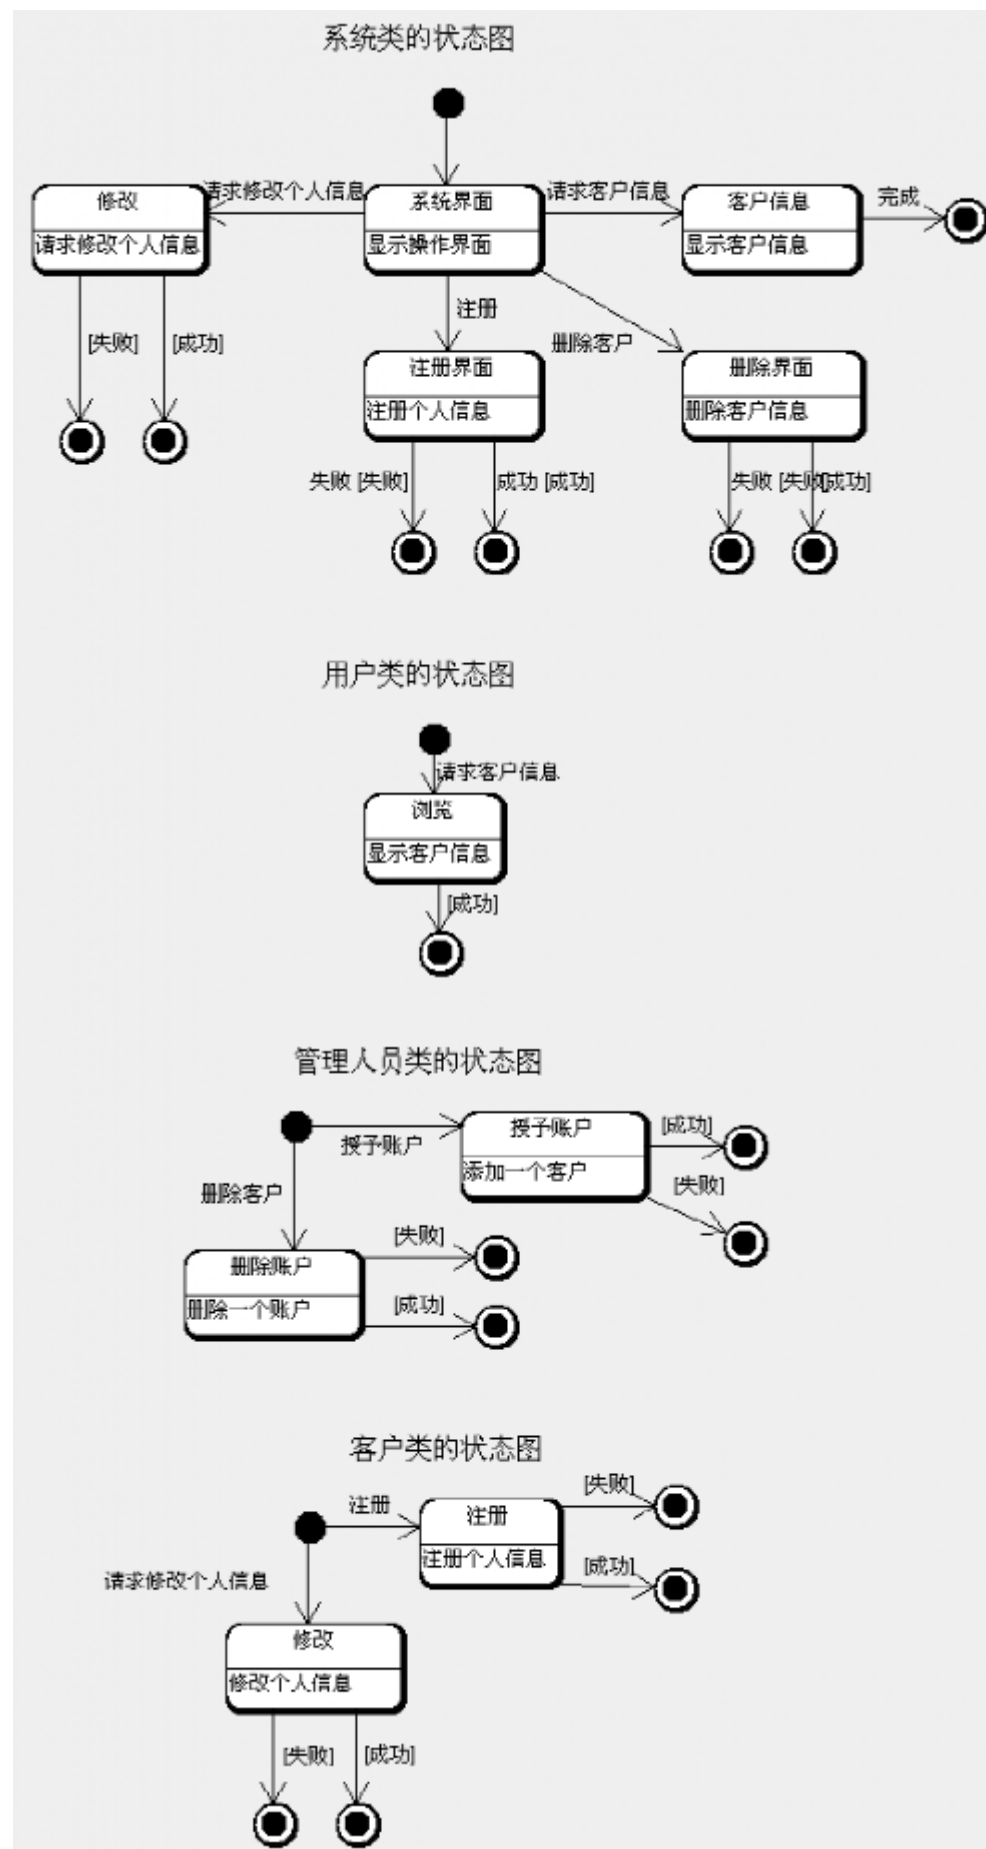 系统类的状态图
请求修改个人信息
请求客户信息
完成
修改
请求修改个人信息
系统界面
显示操作界面
客户信息
显示客户信息
[失败]
[成功]
注册
删除客户
注册界面
注册个人信息
删除界面
删除客户信息
失败 [失败]
成功 [成功]
失败 [失败]
[成功]
用户类的状态图
请求客户信息
浏览
显示客户信息
[成功]
管理人员类的状态图
授予账户
授予账户
添加一个客户
[成功]
[失败]
删除客户
删除账户
删除一个账户
[失败]
[成功]
客户类的状态图
注册
注册
注册个人信息
[失败]
[成功]
请求修改个人信息
修改
修改个人信息
[失败]
[成功]